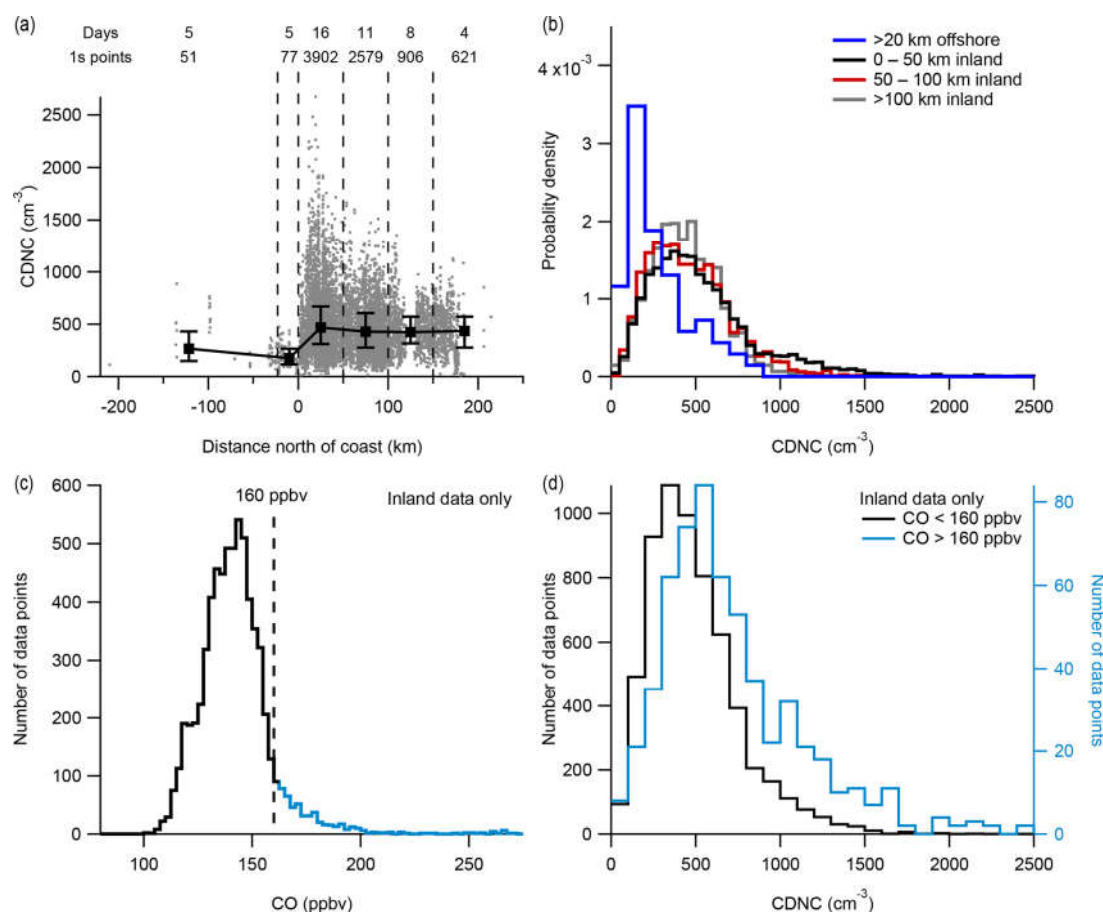 (a)
Days 5 5 16 11 8 4
1s points 51 77 3902 2579 906 621
CDNC (cm-3)
2500
2000
1500
1000
500
0
-200 -100 0 100 200
Distance north of coast (km)
(b)
4 x10-3
3
2
1
0
Probablity density
>20 km offshore
0 – 50 km inland
50 – 100 km inland
>100 km inland
0 500 1000 1500 2000 2500
CDNC (cm-3)
(c)
160 ppbv
Inland data only
Number of data points
600
500
400
300
200
100
0
100 150 200 250
CO (ppbv)
(d)
Inland data only
CO < 160 ppbv
CO > 160 ppbv
Number of data points
1000
800
600
400
200
0
80
60
40
20
0
Number of data points
0 500 1000 1500 2000 2500
CDNC (cm-3)